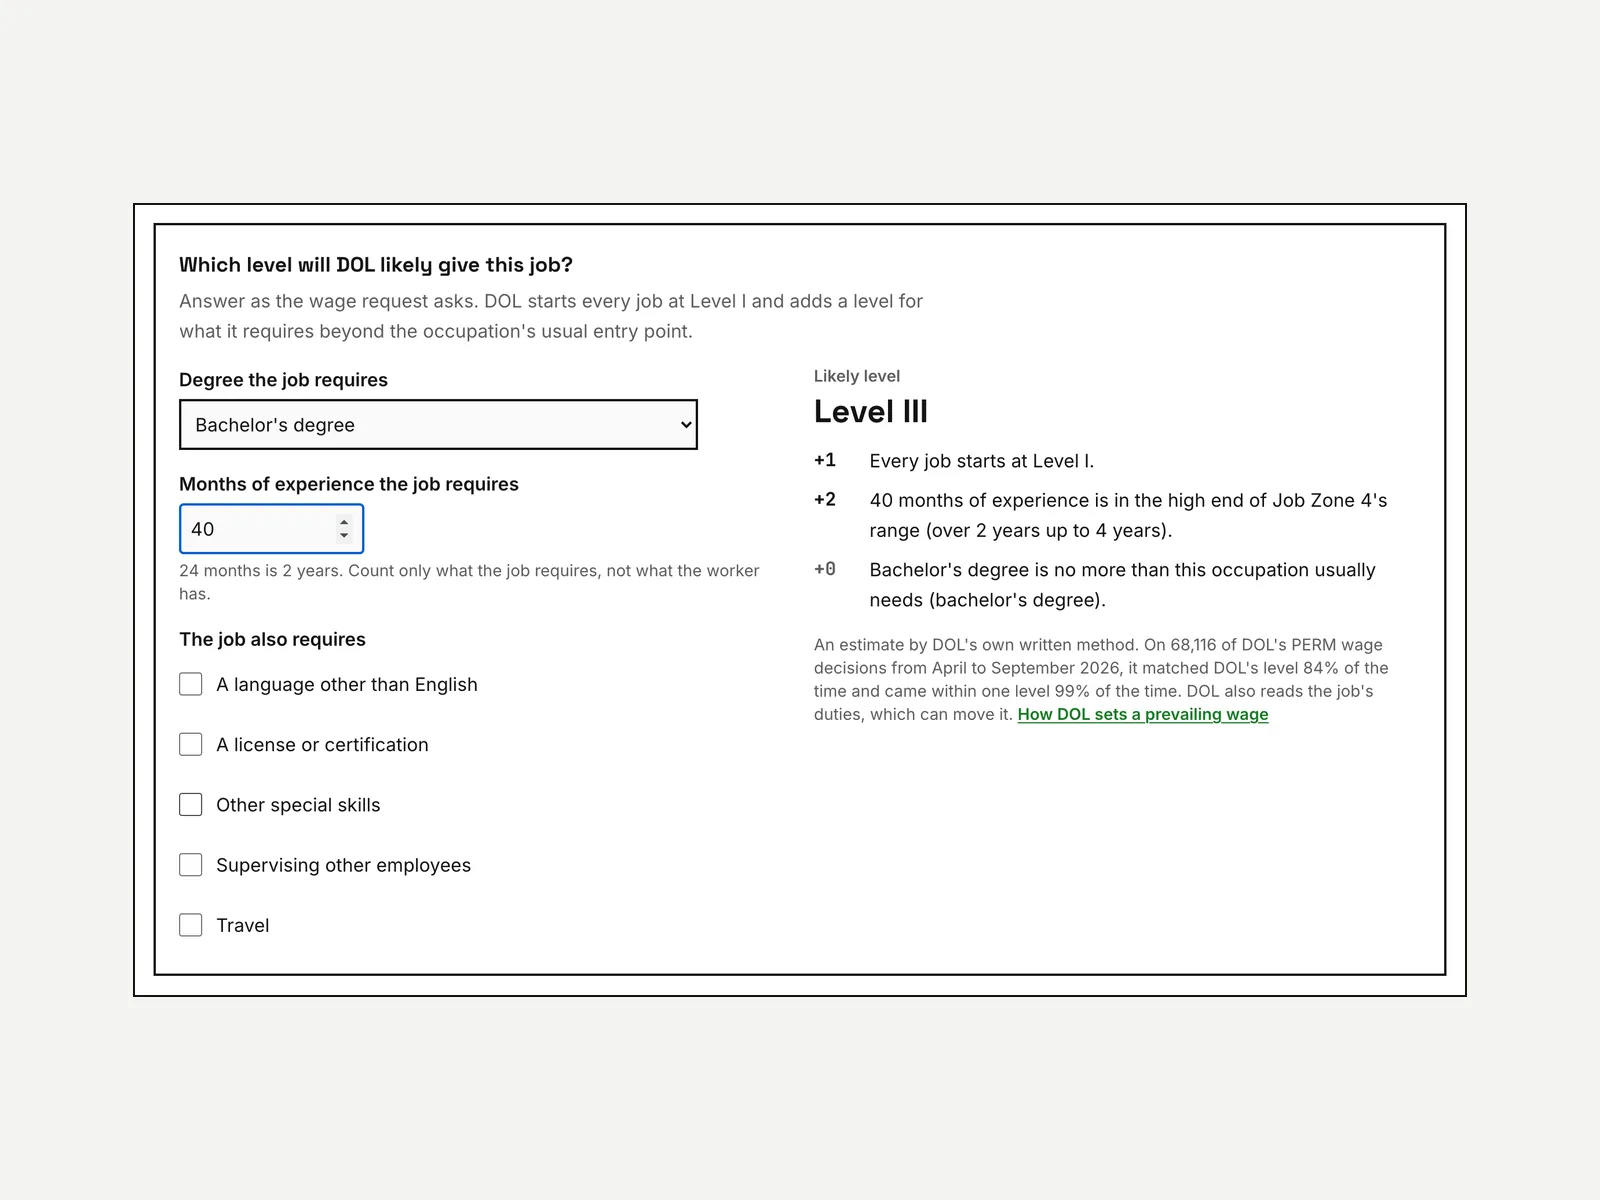 Which level will DOL likely give this job?
Answer as the wage request asks. DOL starts every job at Level I and adds a level for
what it requires beyond the occupation's usual entry point.
Degree the job requires
Bachelor's degree
Months of experience the job requires
40
24 months is 2 years. Count only what the job requires, not what the worker
has.
The job also requires
A language other than English
A license or certification
Other special skills
Supervising other employees
Travel
Likely level
Level III
+1 Every job starts at Level I.
+2 40 months of experience is in the high end of Job Zone 4's
range (over 2 years up to 4 years).
+0 Bachelor's degree is no more than this occupation usually
needs (bachelor's degree).
An estimate by DOL's own written method. On 68,116 of DOL's PERM wage
decisions from April to September 2026, it matched DOL's level 84% of the
time and came within one level 99% of the time. DOL also reads the job's
duties, which can move it. How DOL sets a prevailing wage